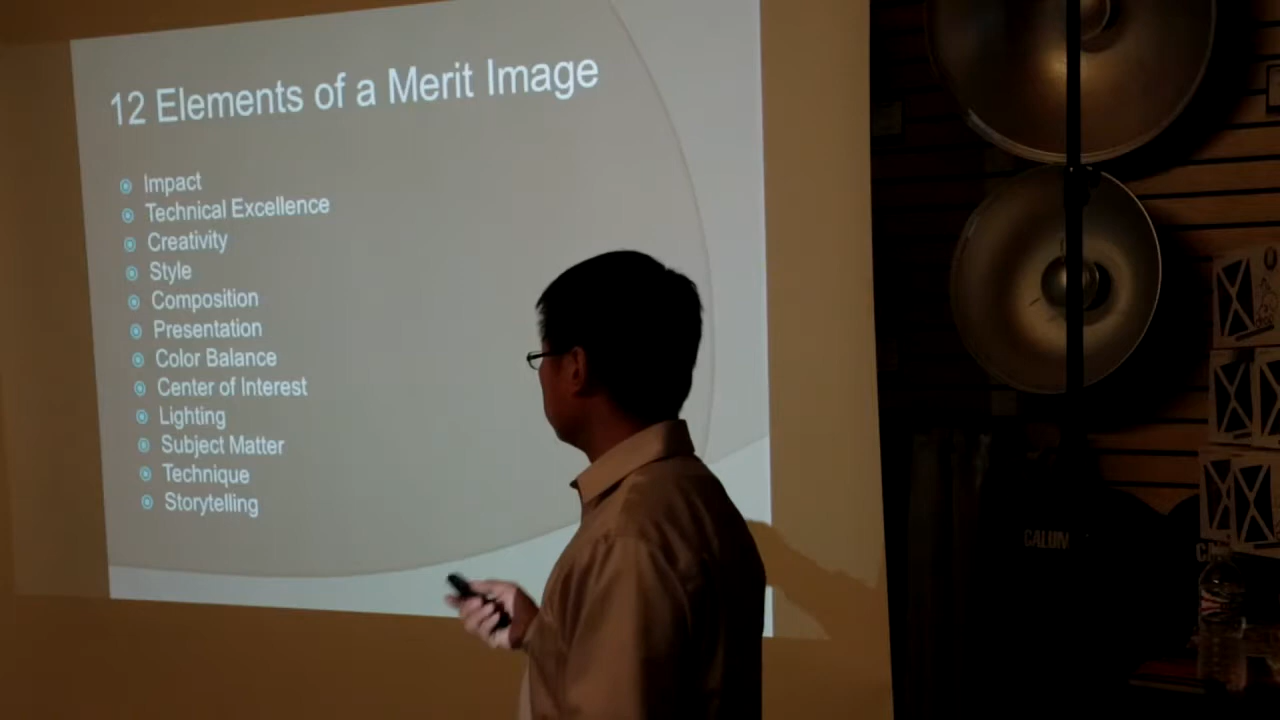 12 Elements of a Merit Image
Impact
Technical Excellence
Creativity
Style
Composition
Presentation
Color Balance
Center of Interest
Lighting
Subject Matter
Technique
Storytelling
CALUM